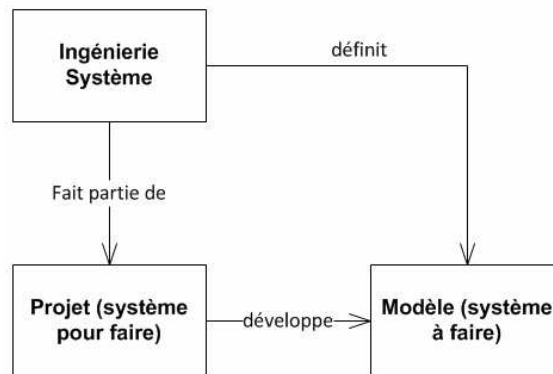 Ingénierie
Système
définit
Fait partie de
Projet (système
pour faire)
développe
Modèle (système
à faire)